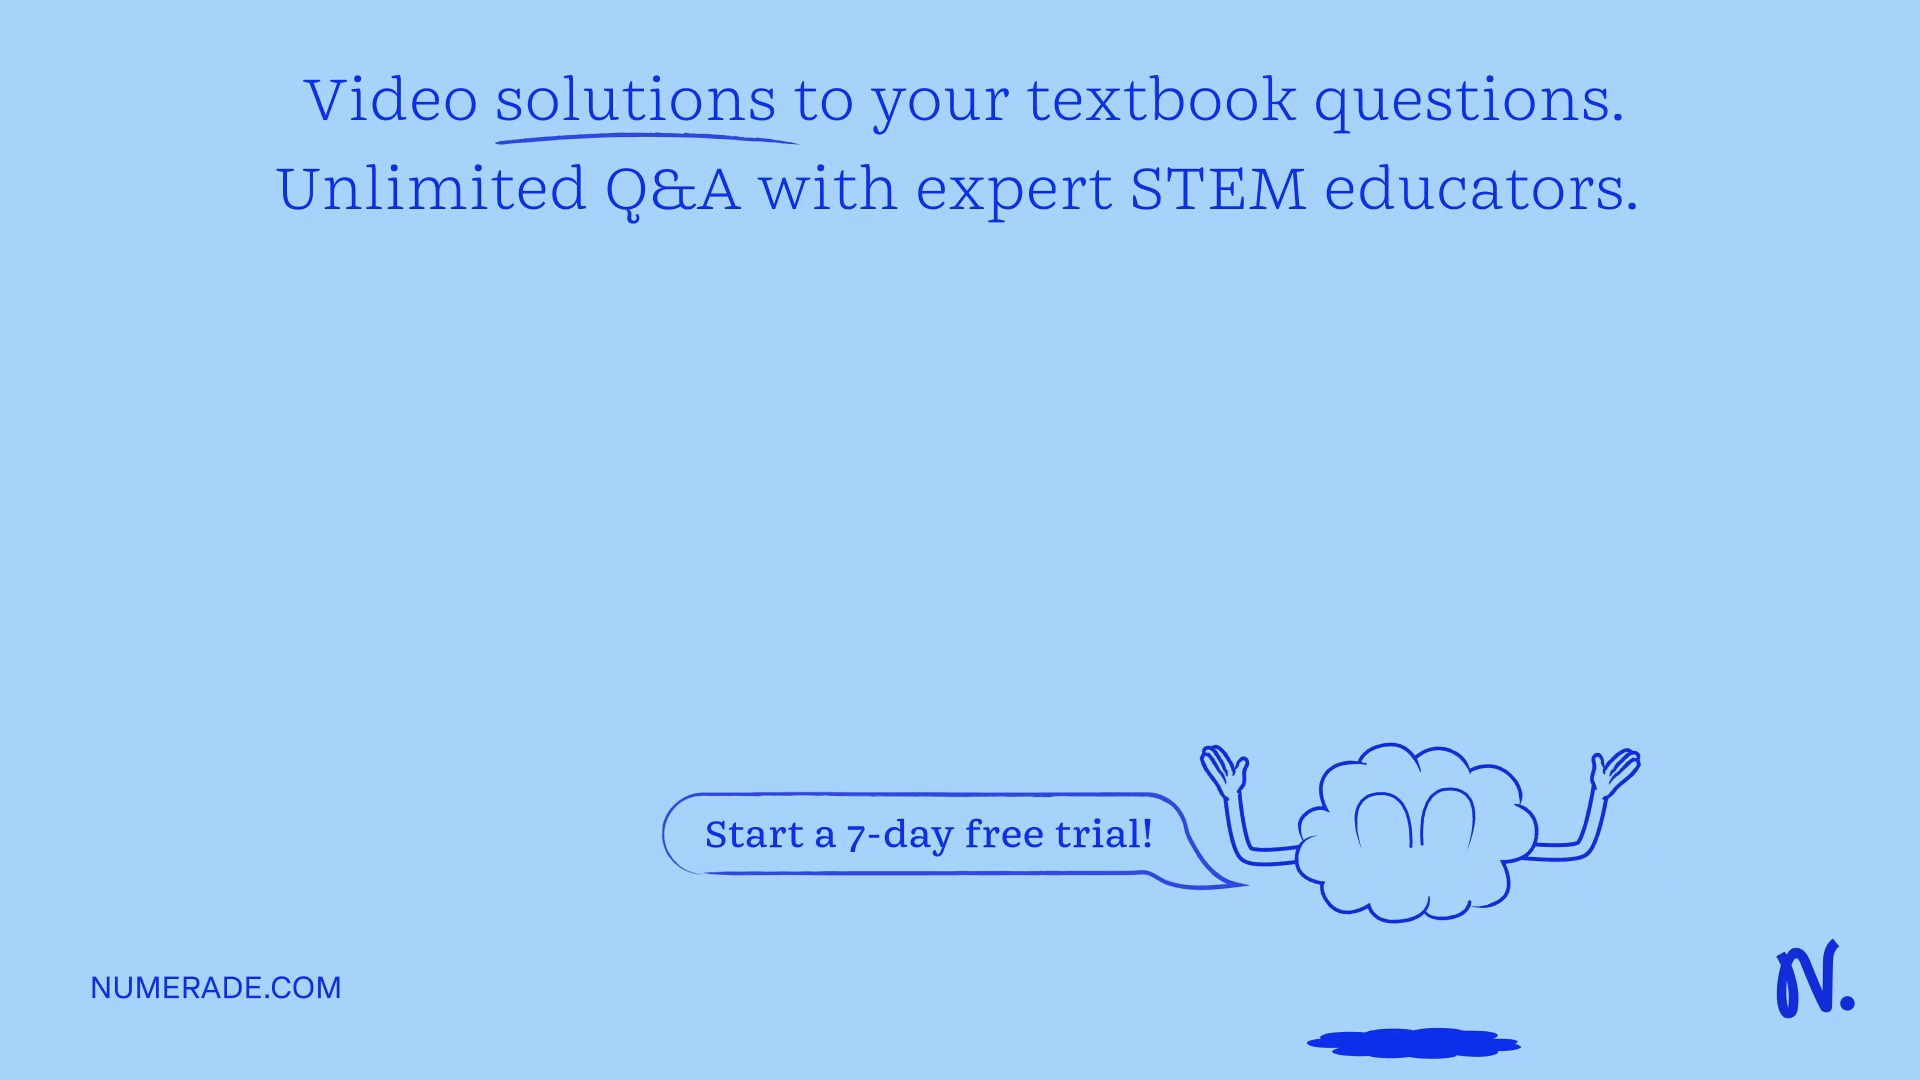 Video solutions to your textbook questions.
Unlimited Q&A with expert STEM educators.
Start a 7-day free trial!
NUMERADE.COM
N.